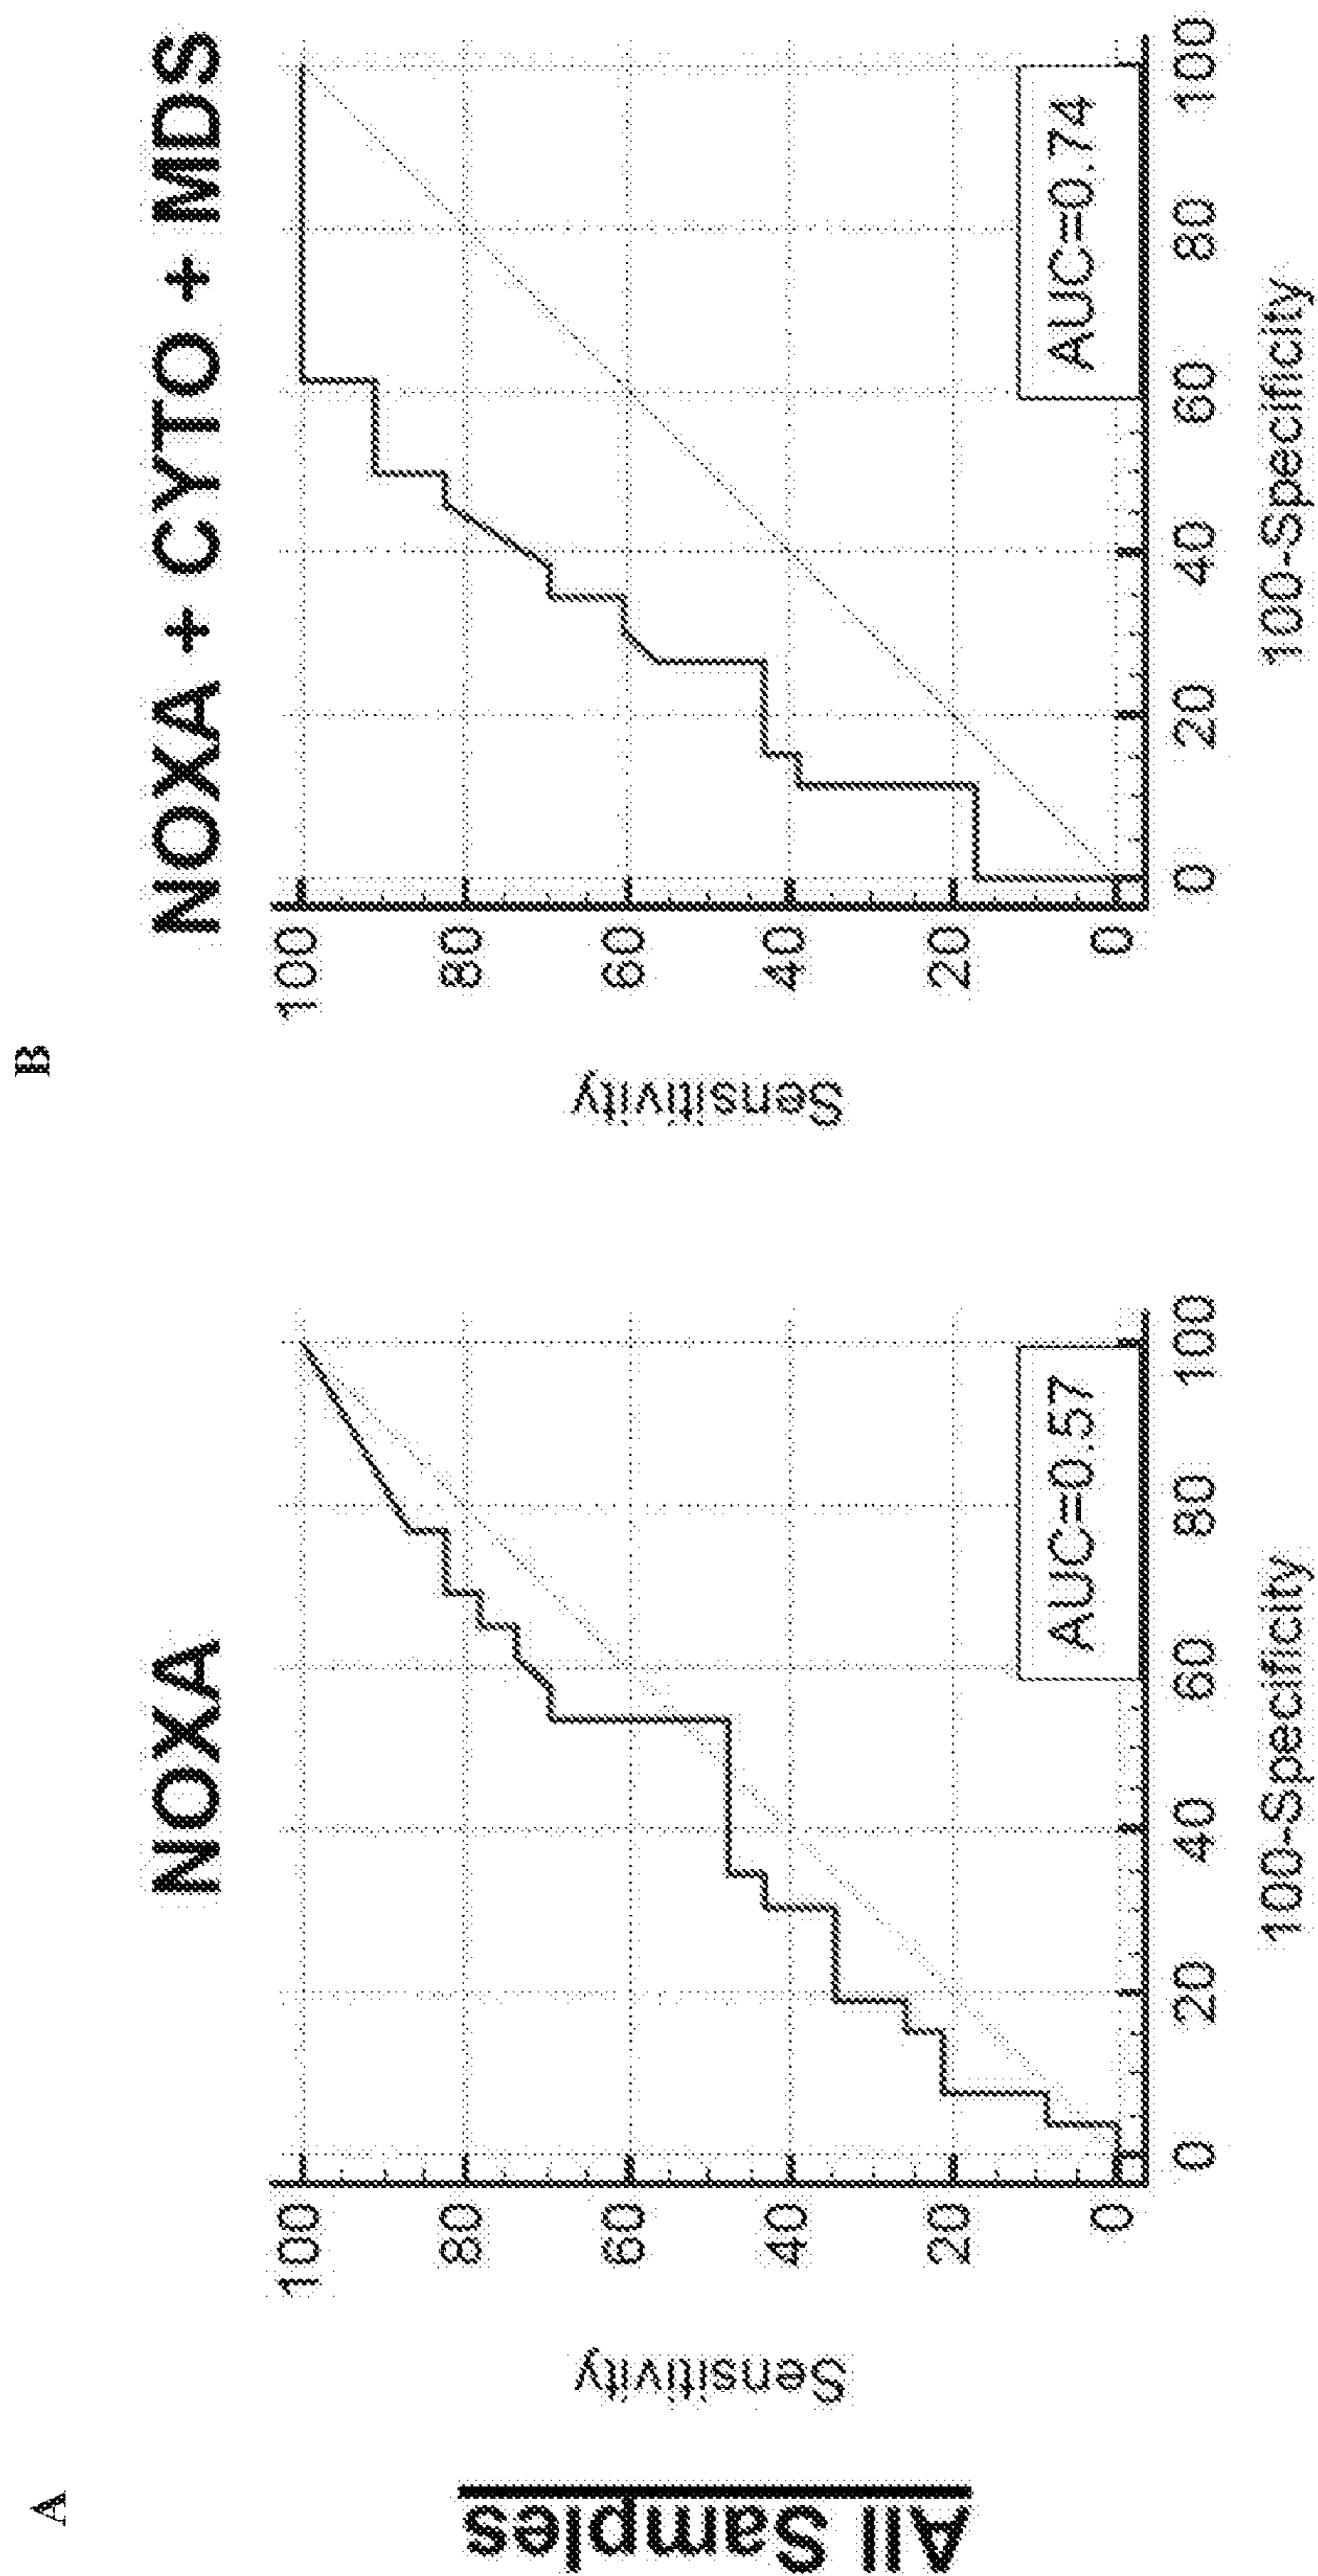 A
All Samples
NOXA
Sensitivity
100
80
60
40
20
0
0
20
40
60
80
100
100-Specificity
AUC=0.57
B
NOXA + CYTO + MDS
Sensitivity
100
80
60
40
20
0
0
20
40
60
80
100
100-Specificity
AUC=0.74